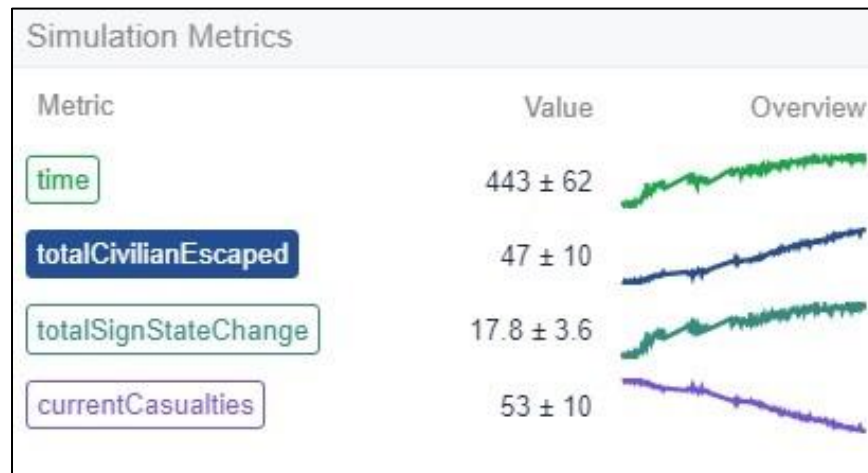 Simulation Metrics
Metric Value Overview
time 443 ± 62
totalCivilianEscaped 47 ± 10
totalSignStateChange 17.8 ± 3.6
currentCasualties 53 ± 10